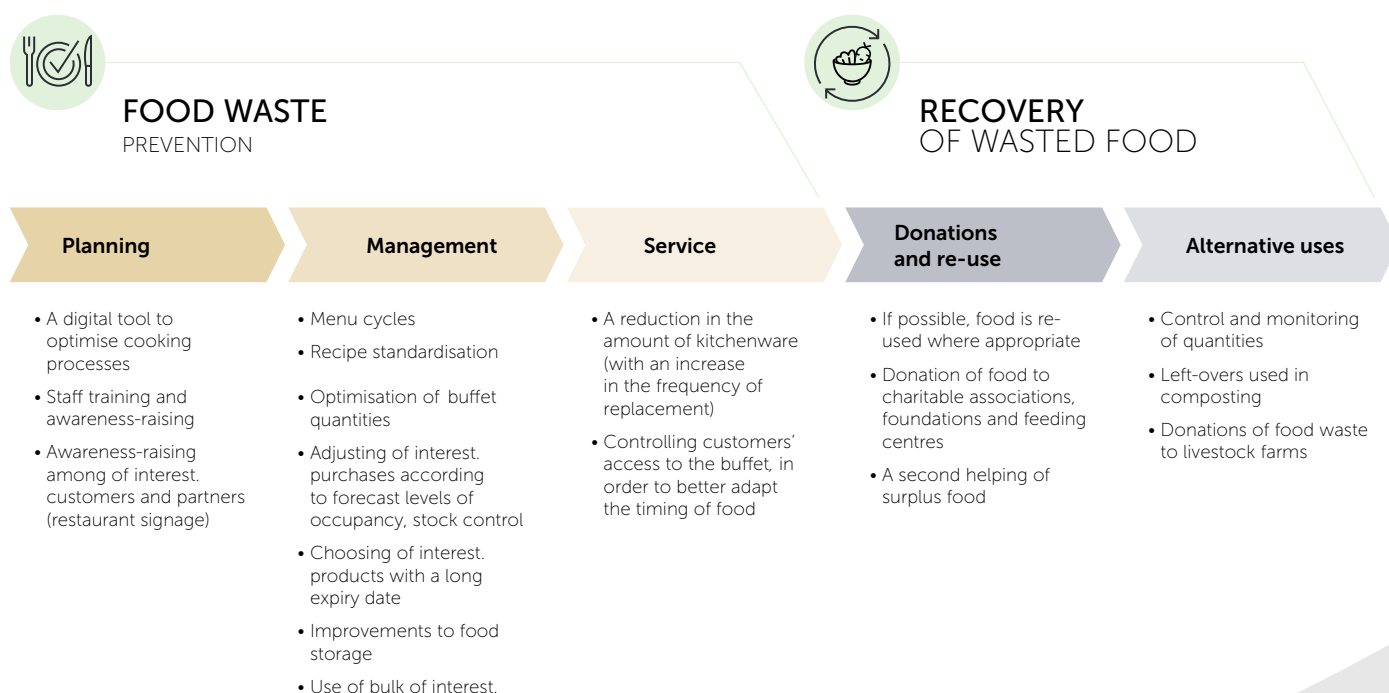 FOOD WASTE
PREVENTION
RECOVERY
OF WASTED FOOD
Planning
• A digital tool to
optimise cooking
processes
• Staff training and
awareness-raising
• Awareness-raising
among of interest.
customers and partners
(restaurant signage)
Management
• Menu cycles
• Recipe standardisation
• Optimisation of buffet
quantities
• Adjusting of interest.
purchases according
to forecast levels of
occupancy, stock control
• Choosing of interest.
products with a long
expiry date
• Improvements to food
storage
• Use of bulk of interest.
Service
• A reduction in the
amount of kitchenware
(with an increase
in the frequency of
replacement)
• Controlling customers’
access to the buffet, in
order to better adapt
the timing of food
Donations
and re-use
• If possible, food is re-
used where appropriate
• Donation of food to
charitable associations,
foundations and feeding
centres
• A second helping of
surplus food
Alternative uses
• Control and monitoring
of quantities
• Left-overs used in
composting
• Donations of food waste
to livestock farms